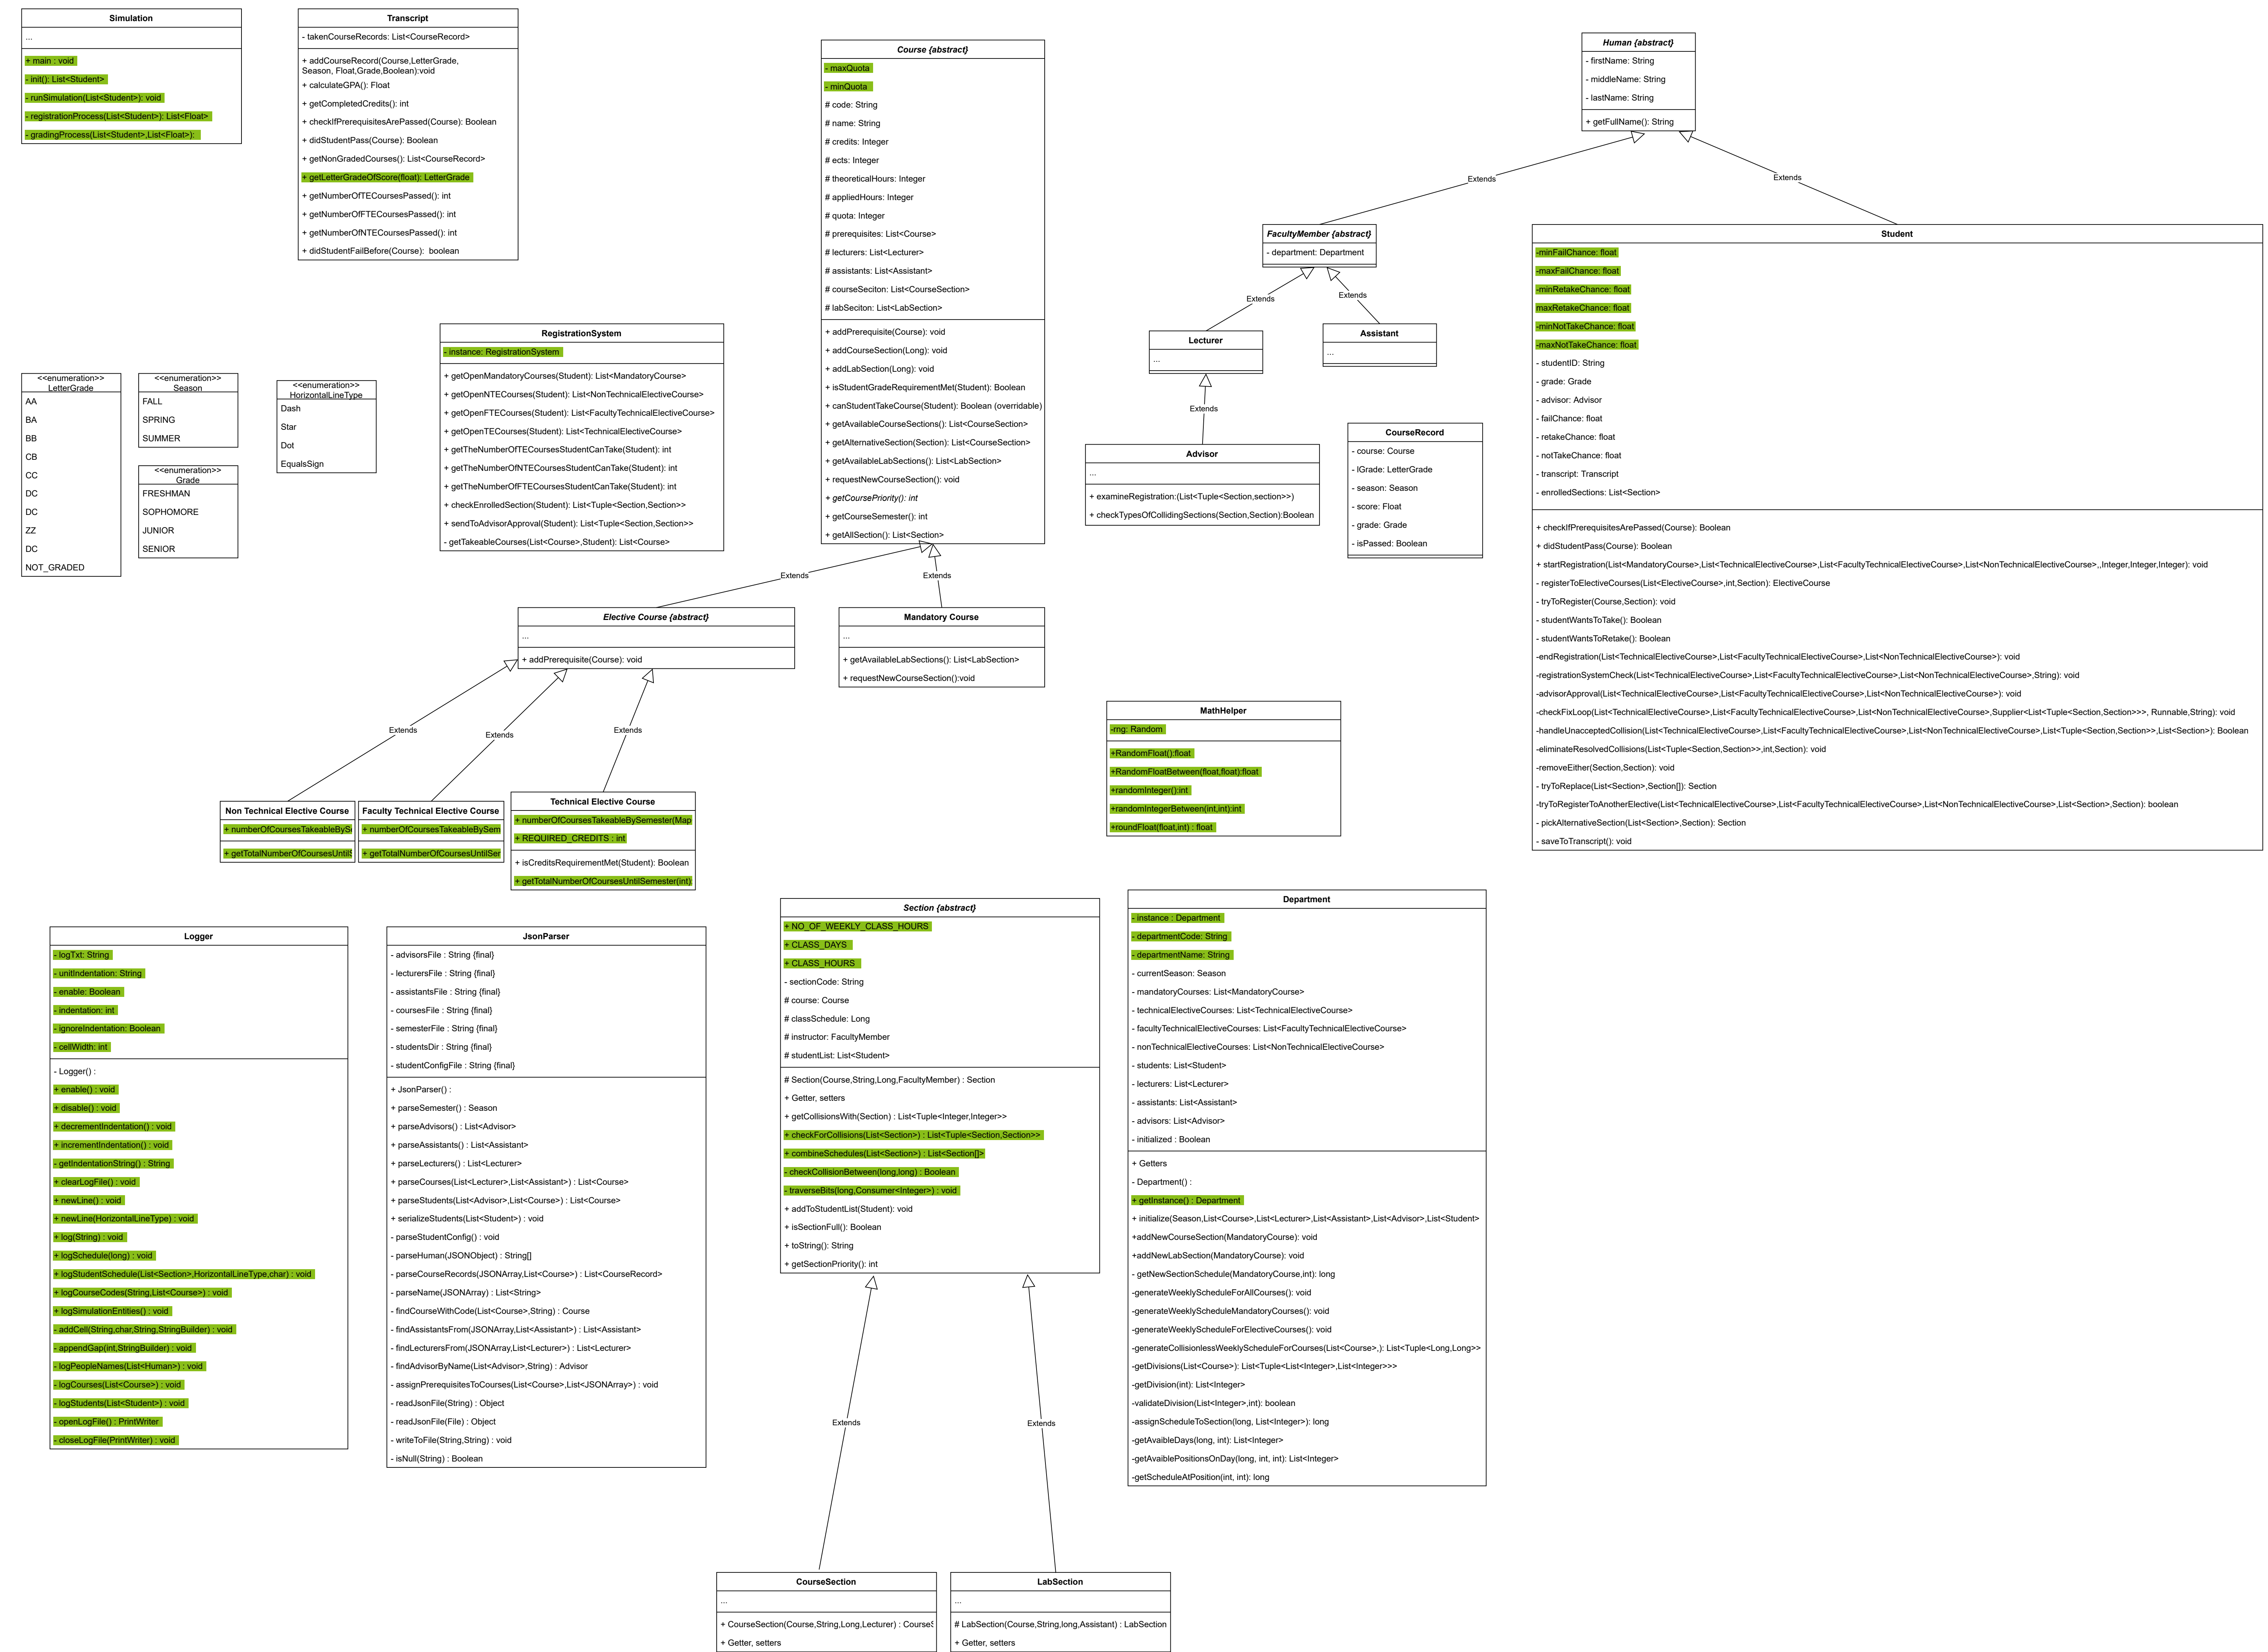 Simulation
...
+ main : void
- init(): List<Student>
- runSimulation(List<Student>): void
- registrationProcess(List<Student>): List<Float>
- gradingProcess(List<Student>,List<Float>):
Transcript
- takenCourseRecords: List<CourseRecord>
+ addCourseRecord(Course,LetterGrade,
Season, Float,Grade,Boolean):void
+ calculateGPA(): Float
+ getCompletedCredits(): int
+ checkIfPrerequisitesArePassed(Course): Boolean
+ didStudentPass(Course): Boolean
+ getNonGradedCourses(): List<CourseRecord>
+ getLetterGradeOfScore(float): LetterGrade
+ getNumberOfTECoursesPassed(): int
+ getNumberOfFTECoursesPassed(): int
+ getNumberOfNTECoursesPassed(): int
+ didStudentFailBefore(Course):  boolean
Course {abstract}
- maxQuota
- minQuota
# code: String
# name: String
# credits: Integer
# ects: Integer
# theoreticalHours: Integer
# appliedHours: Integer
# quota: Integer
# prerequisites: List<Course>
# lecturers: List<Lecturer>
# assistants: List<Assistant>
# courseSeciton: List<CourseSection>
# labSeciton: List<LabSection>
+ addPrerequisite(Course): void
+ addCourseSection(Long): void
+ addLabSection(Long): void
+ isStudentGradeRequirementMet(Student): Boolean
+ canStudentTakeCourse(Student): Boolean (overridable)
+ getAvailableCourseSections(): List<CourseSection>
+ getAlternativeSection(Section): List<CourseSection>
+ getAvailableLabSections(): List<LabSection>
+ requestNewCourseSection(): void
+ getCoursePriority(): int
+ getCourseSemester(): int
+ getAllSection(): List<Section>
Human {abstract}
- firstName: String
- middleName: String
- lastName: String
+ getFullName(): String
Extends
Extends
FacultyMember {abstract}
- department: Department
Extends
Extends
Lecturer
...
Assistant
...
Extends
Advisor
...
+ examineRegistration:(List<Tuple<Section,section>>)
+ checkTypesOfCollidingSections(Section,Section):Boolean
CourseRecord
- course: Course
- lGrade: LetterGrade
- season: Season
- score: Float
- grade: Grade
- isPassed: Boolean
Student
-minFailChance: float
-maxFailChance: float
-minRetakeChance: float
maxRetakeChance: float
-minNotTakeChance: float
-maxNotTakeChance: float
- studentID: String
- grade: Grade
- advisor: Advisor
- failChance: float
- retakeChance: float
- notTakeChance: float
- transcript: Transcript
- enrolledSections: List<Section>
+ checkIfPrerequisitesArePassed(Course): Boolean
+ didStudentPass(Course): Boolean
+ startRegistration(List<MandatoryCourse>,List<TechnicalElectiveCourse>,List<FacultyTechnicalElectiveCourse>,List<NonTechnicalElectiveCourse>,,Integer,Integer,Integer): void
- registerToElectiveCourses(List<ElectiveCourse>,int,Section): ElectiveCourse
- tryToRegister(Course,Section): void
- studentWantsToTake(): Boolean
- studentWantsToRetake(): Boolean
-endRegistration(List<TechnicalElectiveCourse>,List<FacultyTechnicalElectiveCourse>,List<NonTechnicalElectiveCourse>): void
-registrationSystemCheck(List<TechnicalElectiveCourse>,List<FacultyTechnicalElectiveCourse>,List<NonTechnicalElectiveCourse>,String): void
-advisorApproval(List<TechnicalElectiveCourse>,List<FacultyTechnicalElectiveCourse>,List<NonTechnicalElectiveCourse>): void
-checkFixLoop(List<TechnicalElectiveCourse>,List<FacultyTechnicalElectiveCourse>,List<NonTechnicalElectiveCourse>,Supplier<List<Tuple<Section,Section>>>, Runnable,String): void
-handleUnacceptedCollision(List<TechnicalElectiveCourse>,List<FacultyTechnicalElectiveCourse>,List<NonTechnicalElectiveCourse>,List<Tuple<Section,Section>>,List<Section>): Boolean
-eliminateResolvedCollisions(List<Tuple<Section,Section>>,int,Section): void
-removeEither(Section,Section): void
- tryToReplace(List<Section>,Section[]): Section
-tryToRegisterToAnotherElective(List<TechnicalElectiveCourse>,List<FacultyTechnicalElectiveCourse>,List<NonTechnicalElectiveCourse>,List<Section>,Section): boolean
- pickAlternativeSection(List<Section>,Section): Section
- saveToTranscript(): void
RegistrationSystem
- instance: RegistrationSystem
+ getOpenMandatoryCourses(Student): List<MandatoryCourse>
+ getOpenNTECourses(Student): List<NonTechnicalElectiveCourse>
+ getOpenFTECourses(Student): List<FacultyTechnicalElectiveCourse>
+ getOpenTECourses(Student): List<TechnicalElectiveCourse>
+ getTheNumberOfTECoursesStudentCanTake(Student): int
+ getTheNumberOfNTECoursesStudentCanTake(Student): int
+ getTheNumberOfFTECoursesStudentCanTake(Student): int
+ checkEnrolledSection(Student): List<Tuple<Section,Section>>
+ sendToAdvisorApproval(Student): List<Tuple<Section,Section>>
- getTakeableCourses(List<Course>,Student): List<Course>
<<enumeration>>
LetterGrade
AA
BA
BB
CB
CC
DC
DC
ZZ
DC
NOT_GRADED
<<enumeration>>
Season
FALL
SPRING
SUMMER
<<enumeration>>
Grade
FRESHMAN
SOPHOMORE
JUNIOR
SENIOR
<<enumeration>>
HorizontalLineType
Dash
Star
Dot
EqualsSign
Extends
Extends
Elective Course {abstract}
...
+ addPrerequisite(Course): void
Mandatory Course
...
+ getAvailableLabSections(): List<LabSection>
+ requestNewCourseSection():void
Extends
Extends
Extends
Non Technical Elective Course
+ numberOfCoursesTakeableBySe
+ getTotalNumberOfCoursesUntilS
Faculty Technical Elective Course
+ numberOfCoursesTakeableBySem
+ getTotalNumberOfCoursesUntilSer
Technical Elective Course
+ numberOfCoursesTakeableBySemester(Map
+ REQUIRED_CREDITS : int
+ isCreditsRequirementMet(Student): Boolean
+ getTotalNumberOfCoursesUntilSemester(int)
MathHelper
-rng: Random
+RandomFloat():float
+RandomFloatBetween(float,float):float
+randomInteger():int
+randomIntegerBetween(int,int):int
+roundFloat(float,int) : float
Logger
- logTxt: String
- unitIndentation: String
- enable: Boolean
- indentation: int
- ignoreIndentation: Boolean
- cellWidth: int
- Logger() :
+ enable() : void
+ disable() : void
+ decrementIndentation() : void
+ incrementIndentation() : void
- getIndentationString() : String
+ clearLogFile() : void
+ newLine() : void
+ newLine(HorizontalLineType) : void
+ log(String) : void
+ logSchedule(long) : void
+ logStudentSchedule(List<Section>,HorizontalLineType,char) : void
+ logCourseCodes(String,List<Course>) : void
+ logSimulationEntities() : void
- addCell(String,char,String,StringBuilder) : void
- appendGap(int,StringBuilder) : void
- logPeopleNames(List<Human>) : void
- logCourses(List<Course>) : void
- logStudents(List<Student>) : void
- openLogFile() : PrintWriter
- closeLogFile(PrintWriter) : void
JsonParser
- advisorsFile : String {final}
- lecturersFile : String {final}
- assistantsFile : String {final}
- coursesFile : String {final}
- semesterFile : String {final}
- studentsDir : String {final}
- studentConfigFile : String {final}
+ JsonParser() :
+ parseSemester() : Season
+ parseAdvisors() : List<Advisor>
+ parseAssistants() : List<Assistant>
+ parseLecturers() : List<Lecturer>
+ parseCourses(List<Lecturer>,List<Assistant>) : List<Course>
+ parseStudents(List<Advisor>,List<Course>) : List<Course>
+ serializeStudents(List<Student>) : void
- parseStudentConfig() : void
- parseHuman(JSONObject) : String[]
- parseCourseRecords(JSONArray,List<Course>) : List<CourseRecord>
- parseName(JSONArray) : List<String>
- findCourseWithCode(List<Course>,String) : Course
- findAssistantsFrom(JSONArray,List<Assistant>) : List<Assistant>
- findLecturersFrom(JSONArray,List<Lecturer>) : List<Lecturer>
- findAdvisorByName(List<Advisor>,String) : Advisor
- assignPrerequisitesToCourses(List<Course>,List<JSONArray>) : void
- readJsonFile(String) : Object
- readJsonFile(File) : Object
- writeToFile(String,String) : void
- isNull(String) : Boolean
Section {abstract}
+ NO_OF_WEEKLY_CLASS_HOURS
+ CLASS_DAYS
+ CLASS_HOURS
- sectionCode: String
# course: Course
# classSchedule: Long
# instructor: FacultyMember
# studentList: List<Student>
# Section(Course,String,Long,FacultyMember) : Section
+ Getter, setters
+ getCollisionsWith(Section) : List<Tuple<Integer,Integer>>
+ checkForCollisions(List<Section>) : List<Tuple<Section,Section>>
+ combineSchedules(List<Section>) : List<Section[]>
- checkCollisionBetween(long,long) : Boolean
- traverseBits(long,Consumer<Integer>) : void
+ addToStudentList(Student): void
+ isSectionFull(): Boolean
+ toString(): String
+ getSectionPriority(): int
Department
- instance : Department
- departmentCode: String
- departmentName: String
- currentSeason: Season
- mandatoryCourses: List<MandatoryCourse>
- technicalElectiveCourses: List<TechnicalElectiveCourse>
- facultyTechnicalElectiveCourses: List<FacultyTechnicalElectiveCourse>
- nonTechnicalElectiveCourses: List<NonTechnicalElectiveCourse>
- students: List<Student>
- lecturers: List<Lecturer>
- assistants: List<Assistant>
- advisors: List<Advisor>
- initialized : Boolean
+ Getters
- Department() :
+ getInstance() : Department
+ initialize(Season,List<Course>,List<Lecturer>,List<Assistant>,List<Advisor>,List<Student>
+addNewCourseSection(MandatoryCourse): void
+addNewLabSection(MandatoryCourse): void
- getNewSectionSchedule(MandatoryCourse,int): long
-generateWeeklyScheduleForAllCourses(): void
-generateWeeklyScheduleMandatoryCourses(): void
-generateWeeklyScheduleForElectiveCourses(): void
-generateCollisionlessWeeklyScheduleForCourses(List<Course>,): List<Tuple<Long,Long>>
-getDivisions(List<Course>): List<Tuple<List<Integer>,List<Integer>>>
-getDivision(int): List<Integer>
-validateDivision(List<Integer>,int): boolean
-assignScheduleToSection(long, List<Integer>): long
-getAvaibleDays(long, int): List<Integer>
-getAvaiblePositionsOnDay(long, int, int): List<Integer>
-getScheduleAtPosition(int, int): long
Extends
Extends
CourseSection
...
+ CourseSection(Course,String,Long,Lecturer) : CourseS
+ Getter, setters
LabSection
...
# LabSection(Course,String,long,Assistant) : LabSection
+ Getter, setters